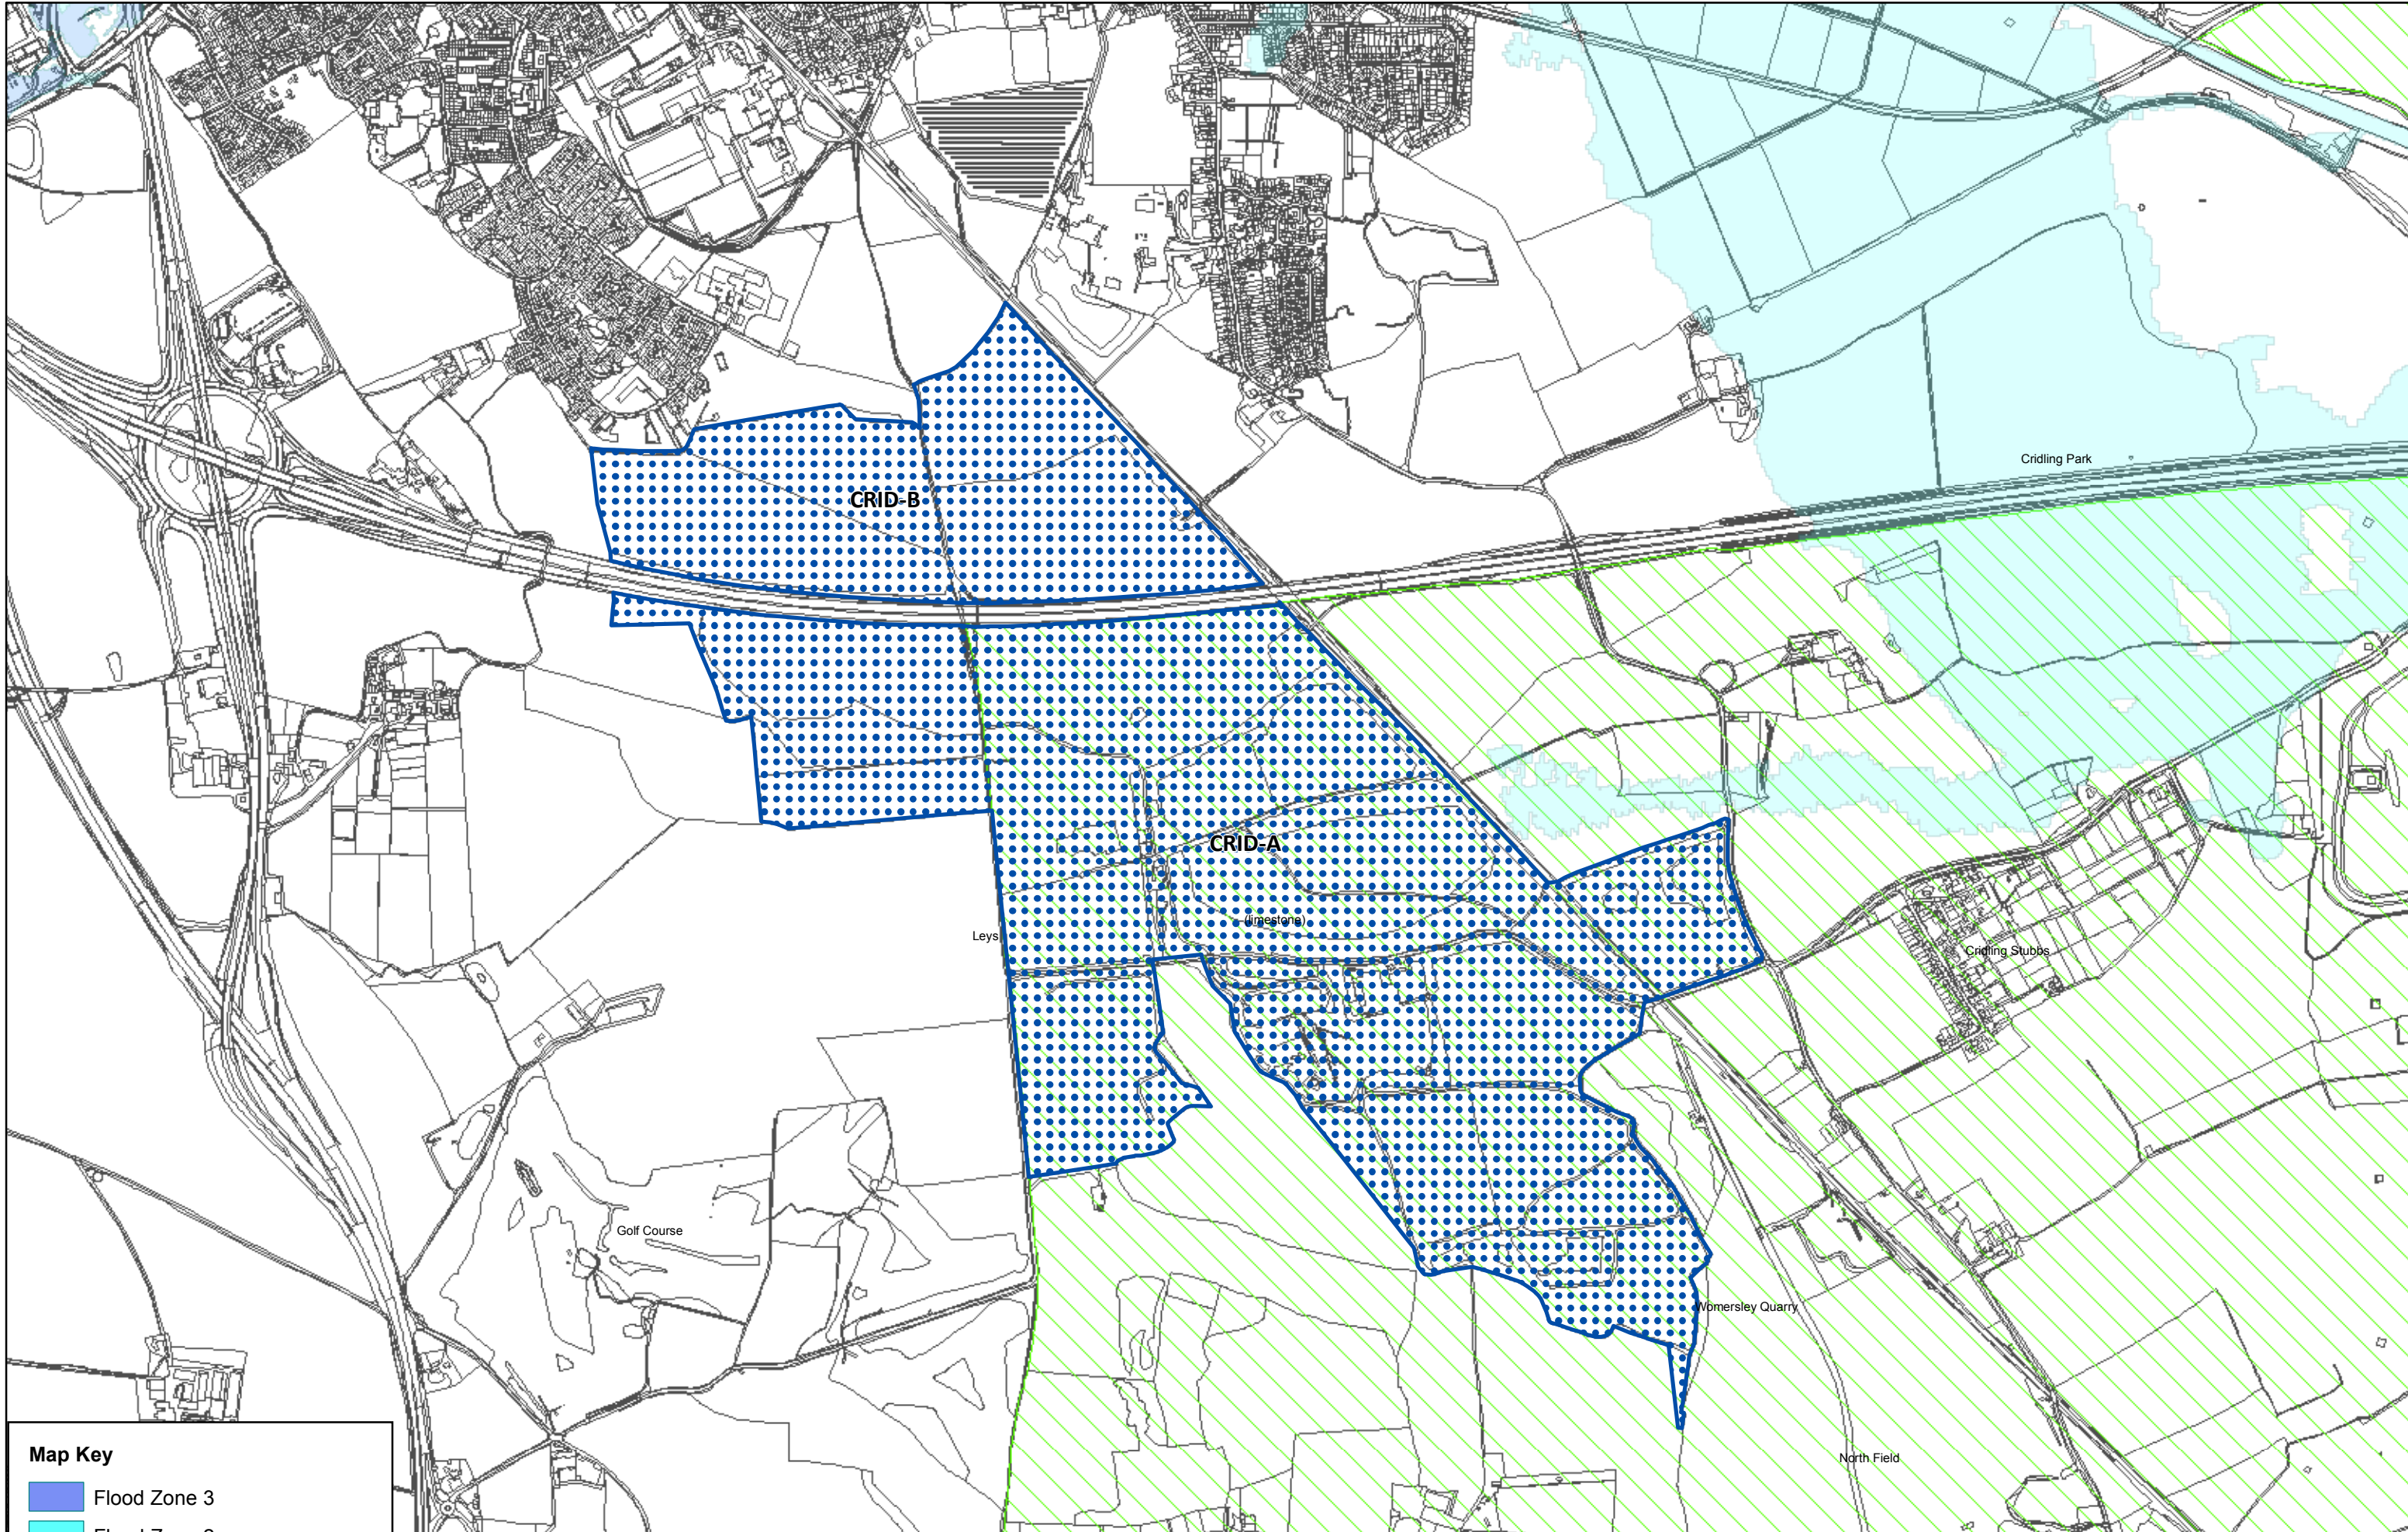 Cridling Park
CRID-B
CRID-A
(limestone)
Leys
Cridling Stubbs
Golf Course
Womersley Quarry
North Field
Map Key
Flood Zone 3